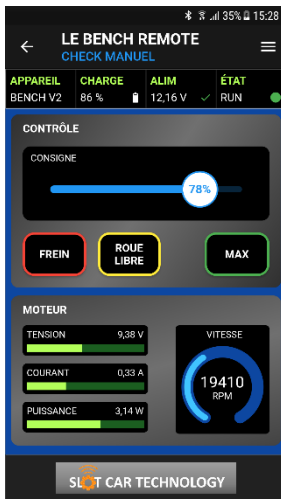 35% 15:28
LE BENCH REMOTE
CHECK MANUEL
APPAREIL CHARGE ALIM ÉTAT
BENCH V2 86 % 12,16 V RUN
CONTRÔLE
CONSIGNE
78%
FREIN
ROUE
LIBRE
MAX
MOTEUR
TENSION 9,38 V
COURANT 0,33 A
PUISSANCE 3,14 W
VITESSE
19410
RPM
SLOT CAR TECHNOLOGY